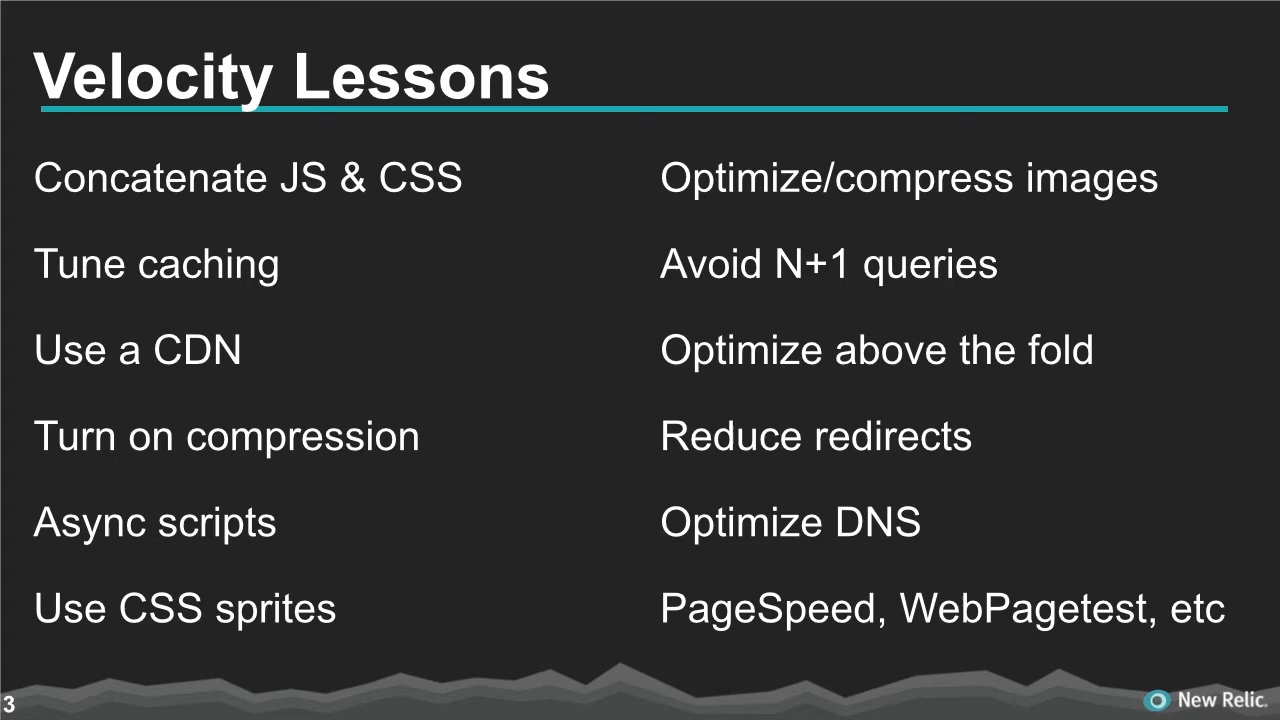 Velocity Lessons
Concatenate JS & CSS
Tune caching
Use a CDN
Turn on compression
Async scripts
Use CSS sprites
Optimize/compress images
Avoid N+1 queries
Optimize above the fold
Reduce redirects
Optimize DNS
PageSpeed, WebPagetest, etc
3
New Relic.